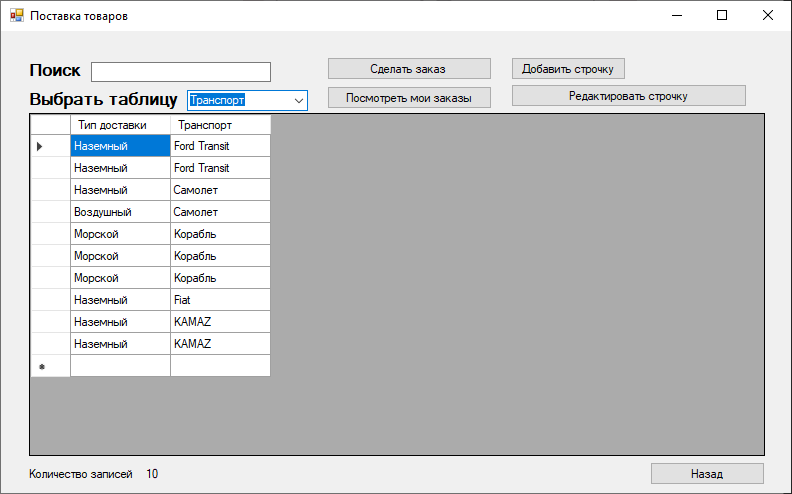 Поставка товаров
Поиск
Сделать заказ
Добавить строчку
Выбрать таблицу
Транспорт
Посмотреть мои заказы
Редактировать строчку
Тип доставки Транспорт
Наземный Ford Transit
Наземный Ford Transit
Наземный Самолет
Воздушный Самолет
Морской Корабль
Морской Корабль
Морской Корабль
Наземный Fiat
Наземный KAMAZ
Наземный KAMAZ
Количество записей 10
Назад